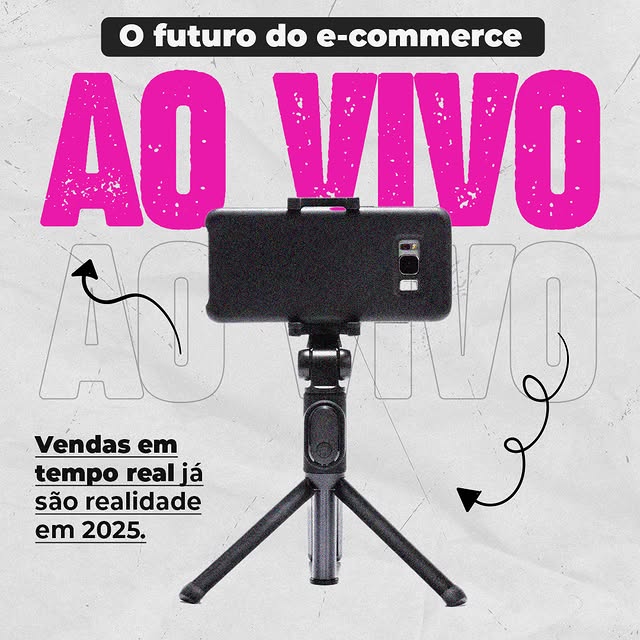 O futuro do e-commerce
AO VIVO
AO VIVO
Vendas em
tempo real já
são realidade
em 2025.